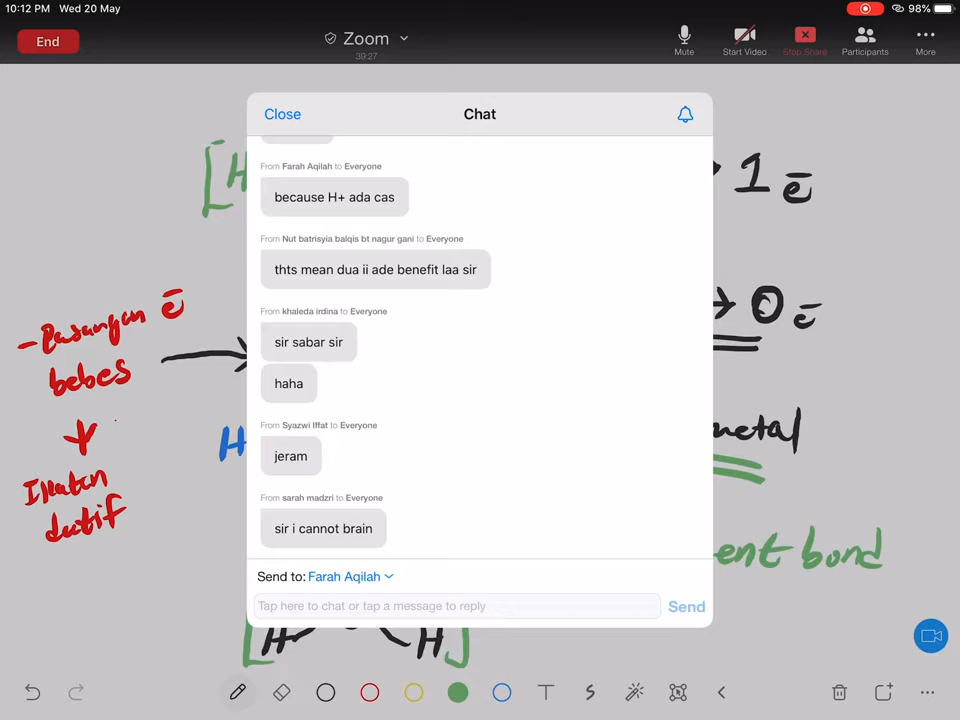 10:12 PM Wed 20 May
98%
End
Zoom
39:27
Mute
Start Video
Stop Share
Participants
More
Close
Chat
From Farah Aqilah to Everyone
because H+ ada cas
From Nut batrisyia balqis bt nagur gani to Everyone
thts mean dua ii ade benefit laa sir
From khaleda irdina to Everyone
sir sabar sir
haha
From Syazwi Iffat to Everyone
jeram
From sarah madzri to Everyone
sir i cannot brain
Send to: Farah Aqilah
Tap here to chat or tap a message to reply
Send
[H
1 e̅
→ 0 e̅
- Pasangan e̅
bebas
↓
Ikatan
datif
H
metal
ent bond
[H
H]
T